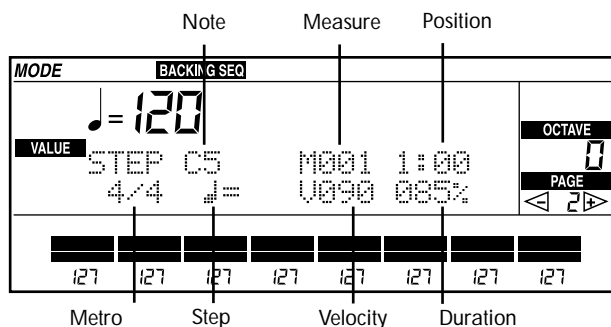 Note Measure Position
MODE BACKING SEQ
♩=120
OCTAVE
VALUE
0
STEP C5 M001 1:00
PAGE
4/4 ♩= V090 085%
- 2 +
127 127 127 127 127 127 127 127
Metro Step Velocity Duration